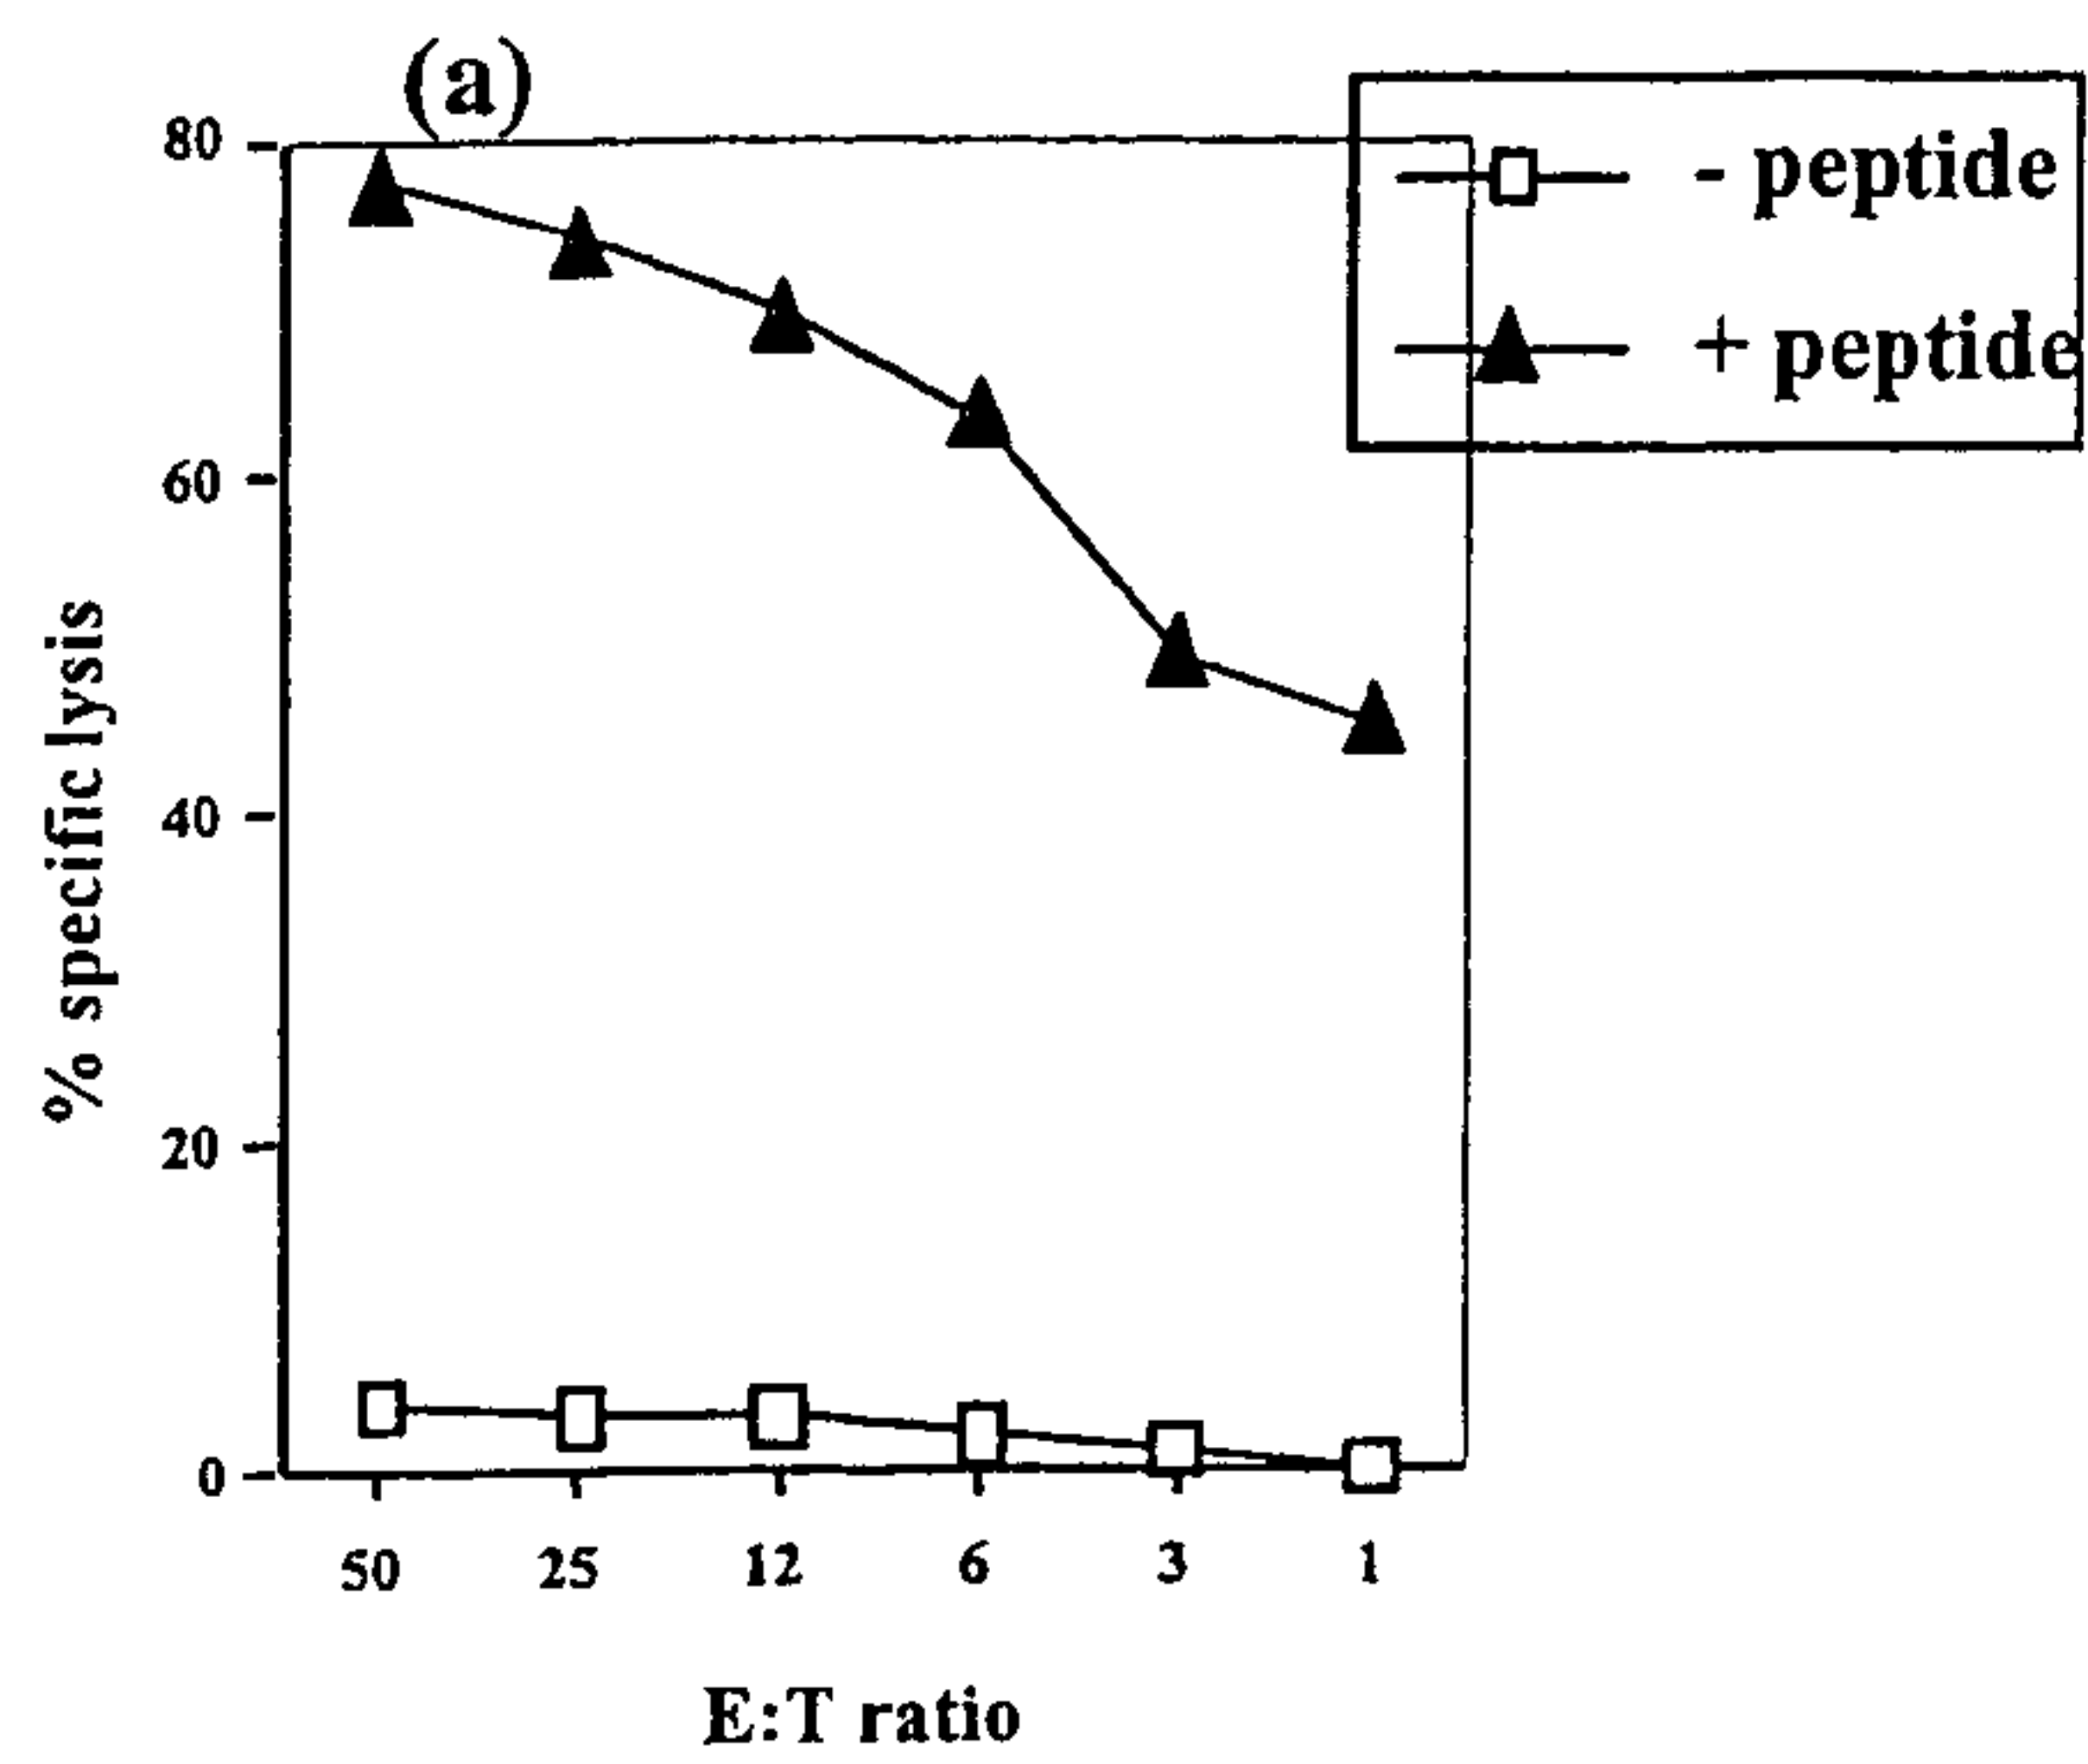 (a)
- peptide
+ peptide
80
60
40
20
0
% specific lysis
50 25 12 6 3 1
E:T ratio